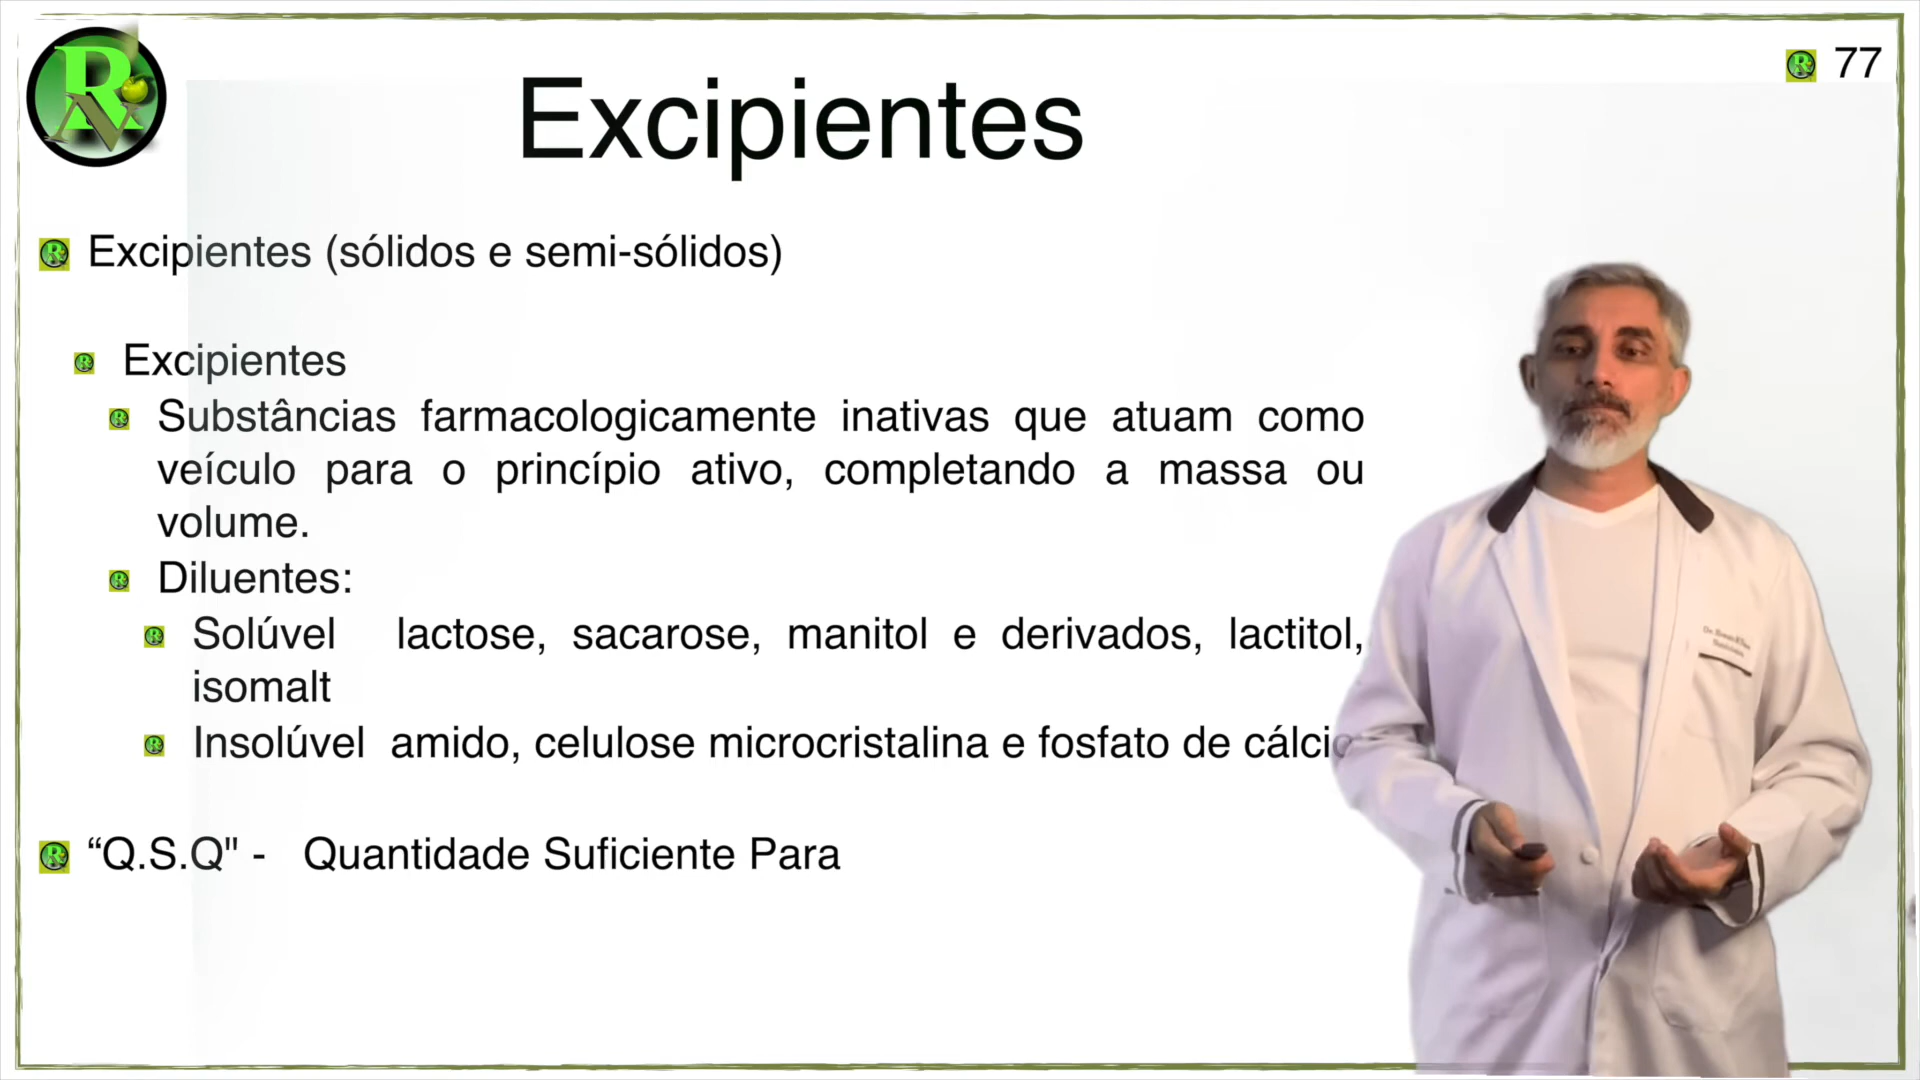 77
Excipientes
Excipientes (sólidos e semi-sólidos)
Excipientes
Substâncias farmacologicamente inativas que atuam como
veículo para o princípio ativo, completando a massa ou
volume.
Diluentes:
Solúvel lactose, sacarose, manitol e derivados, lactitol,
isomalt
Insolúvel amido, celulose microcristalina e fosfato de cálcio
“Q.S.Q" - Quantidade Suficiente Para